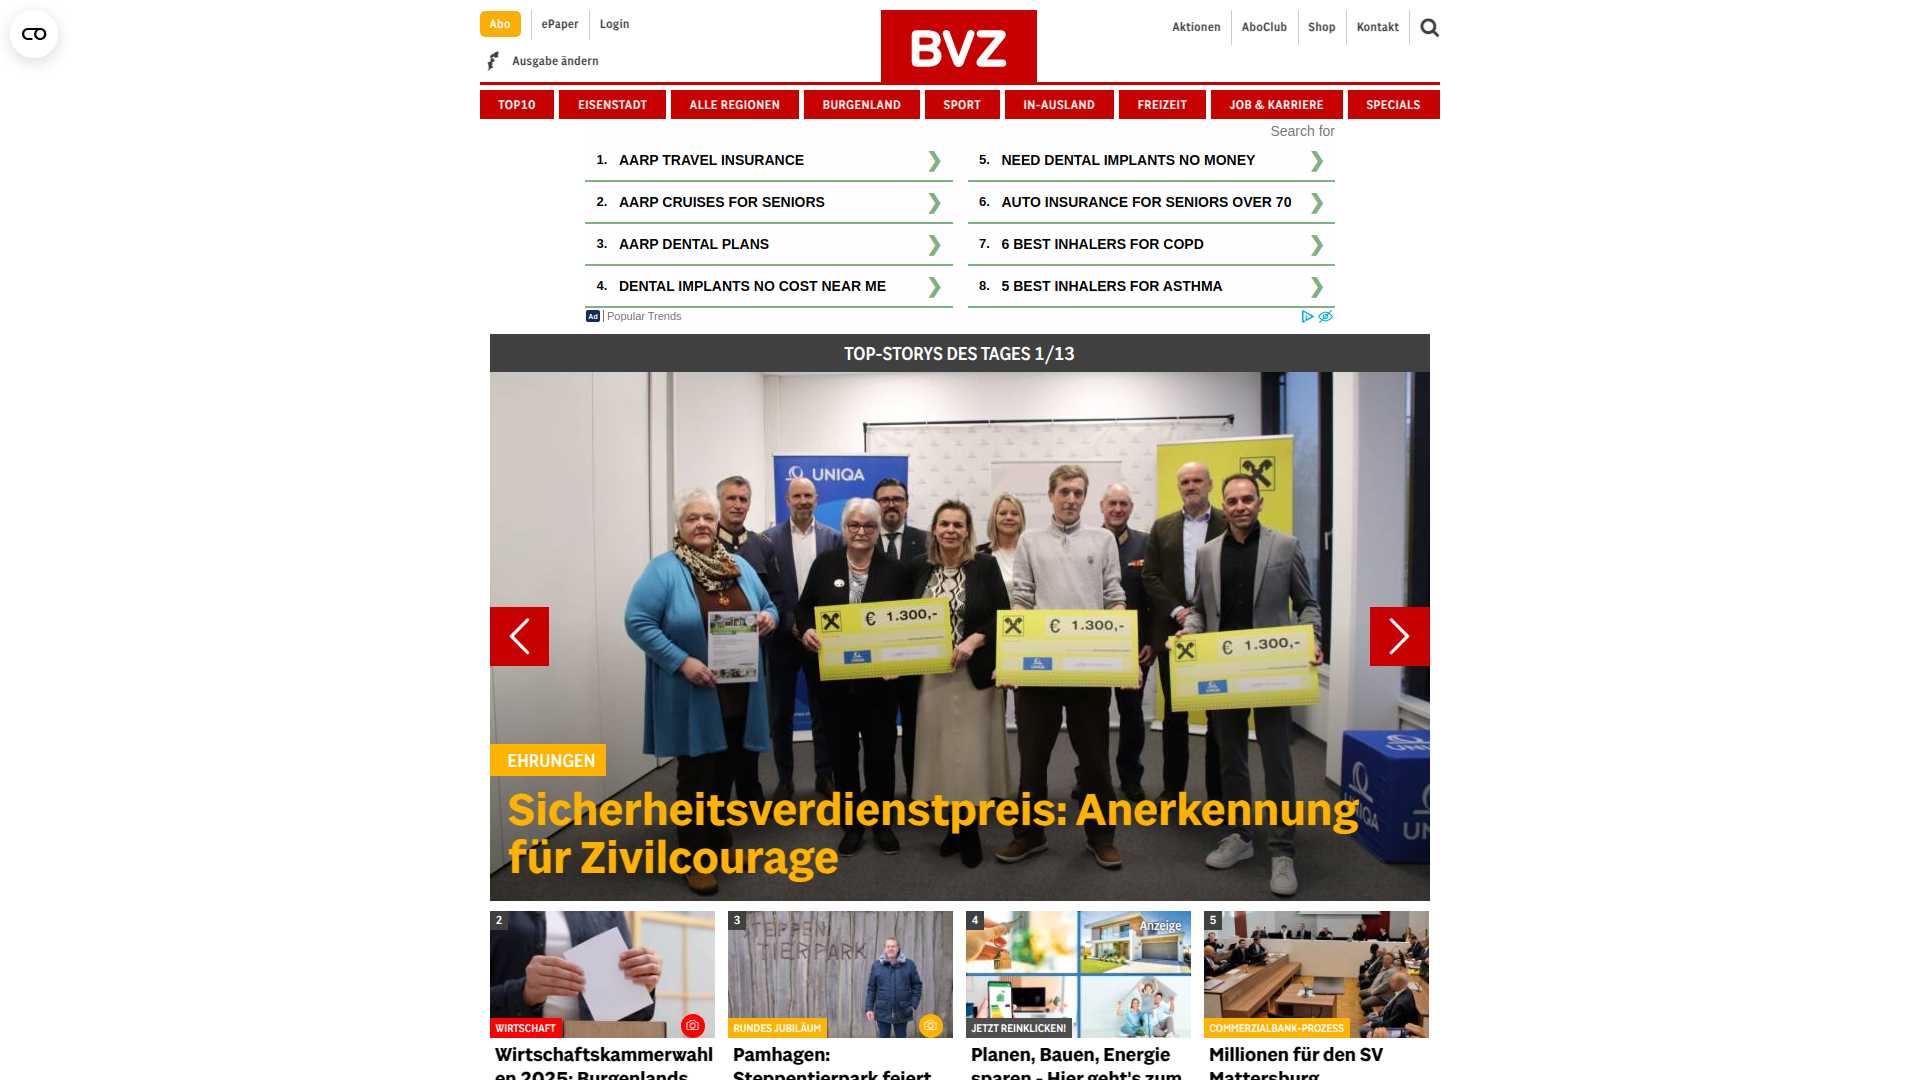 Abo
ePaper
Login
Ausgabe ändern
BVZ
Aktionen
AboClub
Shop
Kontakt
TOP10
EISENSTADT
ALLE REGIONEN
BURGENLAND
SPORT
IN-AUSLAND
FREIZEIT
JOB & KARRIERE
SPECIALS
Search for
1. AARP TRAVEL INSURANCE
2. AARP CRUISES FOR SENIORS
3. AARP DENTAL PLANS
4. DENTAL IMPLANTS NO COST NEAR ME
5. NEED DENTAL IMPLANTS NO MONEY
6. AUTO INSURANCE FOR SENIORS OVER 70
7. 6 BEST INHALERS FOR COPD
8. 5 BEST INHALERS FOR ASTHMA
Ad
Popular Trends
TOP-STORYS DES TAGES 1/13
UNIQA
€ 1.300,-
€ 1.300,-
€ 1.300,-
EHRUNGEN
Sicherheitsverdienstpreis: Anerkennung
für Zivilcourage
2
WIRTSCHAFT
Wirtschaftskammerwahl
en 2025: Burgenlands
3
STEPPEN
TIERPARK
RUNDES JUBILÄUM
Pamhagen:
Steppentierpark feiert
4
Anzeige
JETZT REINKLICKEN!
Planen, Bauen, Energie
sparen - Hier geht's zum
5
COMMERZIALBANK-PROZESS
Millionen für den SV
Mattersburg